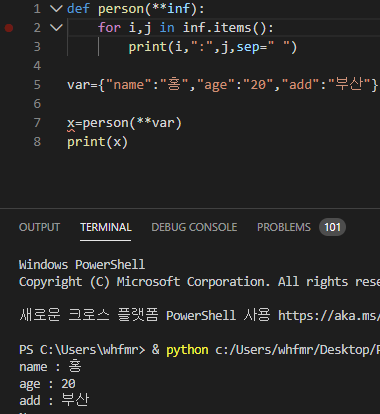 1 def person(**inf):
2 for i,j in inf.items():
3 print(i,":",j,sep=" ")
4
5 var={"name":"홍","age":"20","add":"부산"}
6
7 x=person(**var)
8 print(x)
OUTPUT TERMINAL DEBUG CONSOLE PROBLEMS 101
Windows PowerShell
Copyright (C) Microsoft Corporation. All rights rese
새로운 크로스 플랫폼 PowerShell 사용 https://aka.ms/
PS C:\Users\whfmr> & python c:/Users/whfmr/Desktop/
name : 홍
age : 20
add : 부산